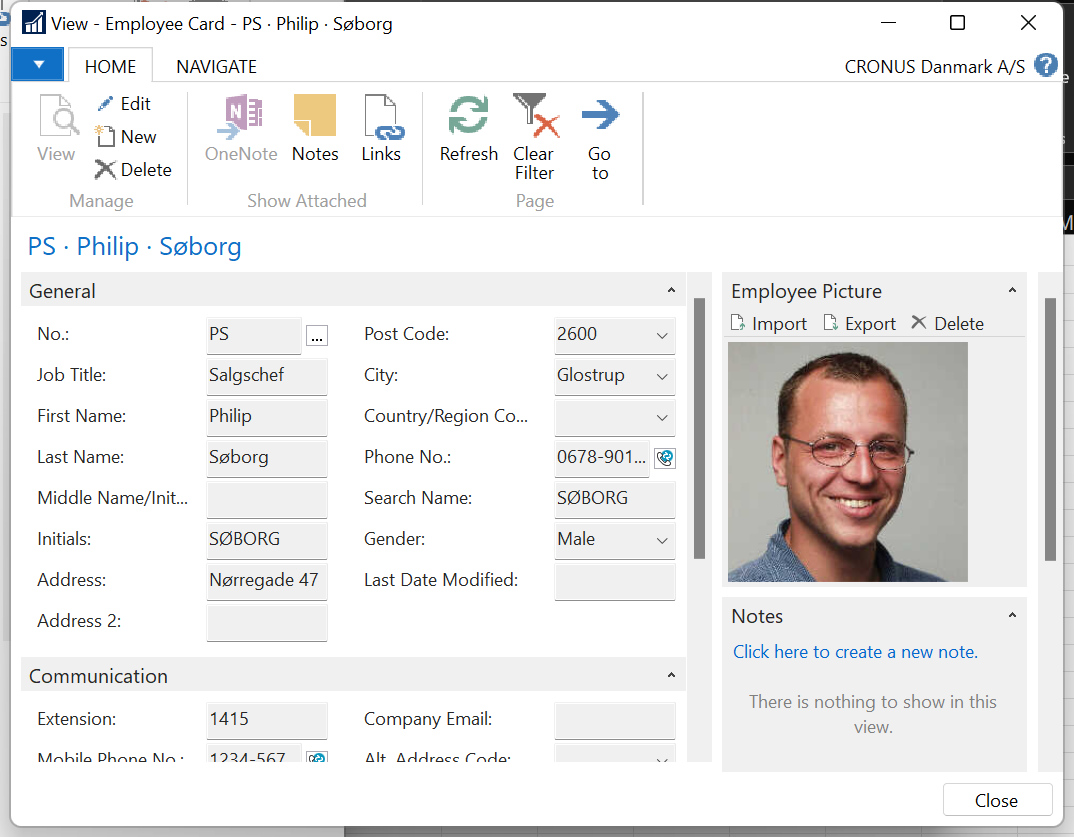 View - Employee Card - PS · Philip · Søborg
HOME NAVIGATE CRONUS Danmark A/S ?
View
Edit
New
Delete
Manage
OneNote Notes Links
Show Attached
Refresh Clear Filter Go to
Page
PS · Philip · Søborg
General
No.: PS ...
Job Title: Salgschef
First Name: Philip
Last Name: Søborg
Middle Name/Init...
Initials: SØBORG
Address: Nørregade 47
Address 2:
Post Code: 2600
City: Glostrup
Country/Region Co...
Phone No.: 0678-901...
Search Name: SØBORG
Gender: Male
Last Date Modified:
Communication
Extension: 1415
Mobile Phone No.: 1234-567
Company Email:
Alt. Address Code:
Employee Picture
Import Export Delete
Notes
Click here to create a new note.
There is nothing to show in this
view.
Close